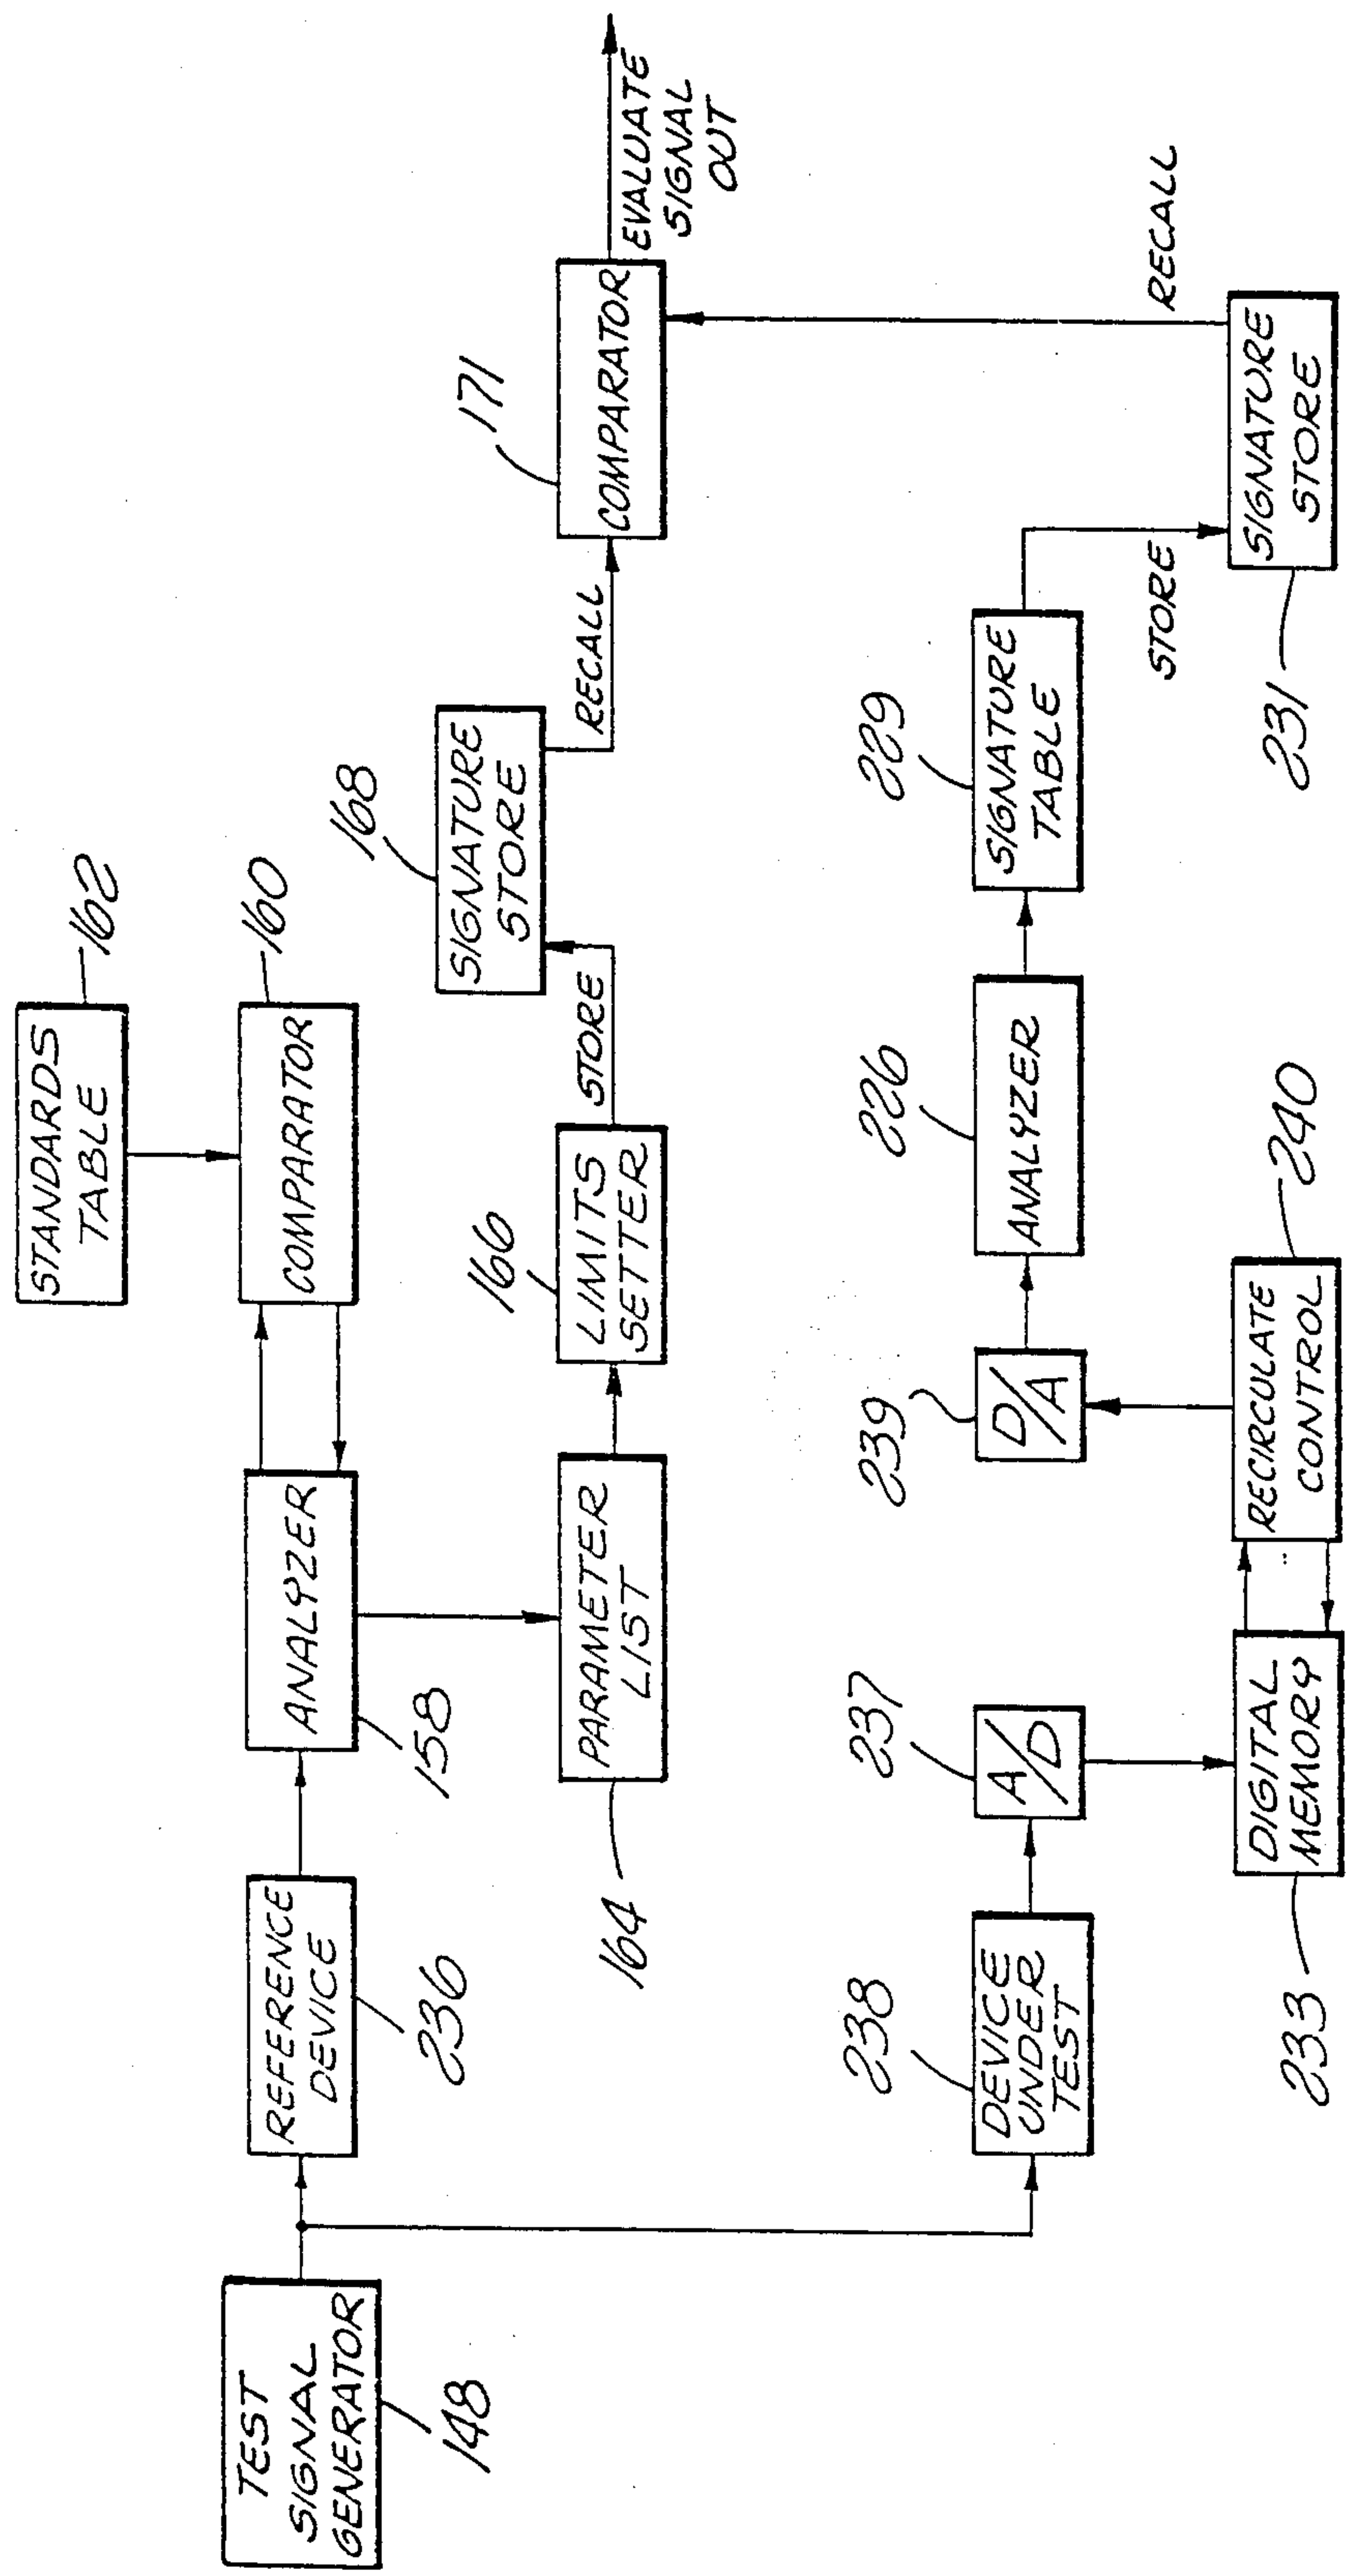 STANDARDS
TABLE
162
COMPARATOR
160
TEST
SIGNAL
GENERATOR
148
REFERENCE
DEVICE
236
ANALYZER
158
PARAMETER
LIST
164
LIMITS
SETTER
166
STORE
SIGNATURE
STORE
168
RECALL
COMPARATOR
171
EVALUATE
SIGNAL
OUT
DEVICE
UNDER
TEST
238
A/D
237
DIGITAL
MEMORY
233
RECIRCULATE
CONTROL
240
D/A
239
ANALYZER
226
SIGNATURE
TABLE
229
STORE
SIGNATURE
STORE
231
RECALL